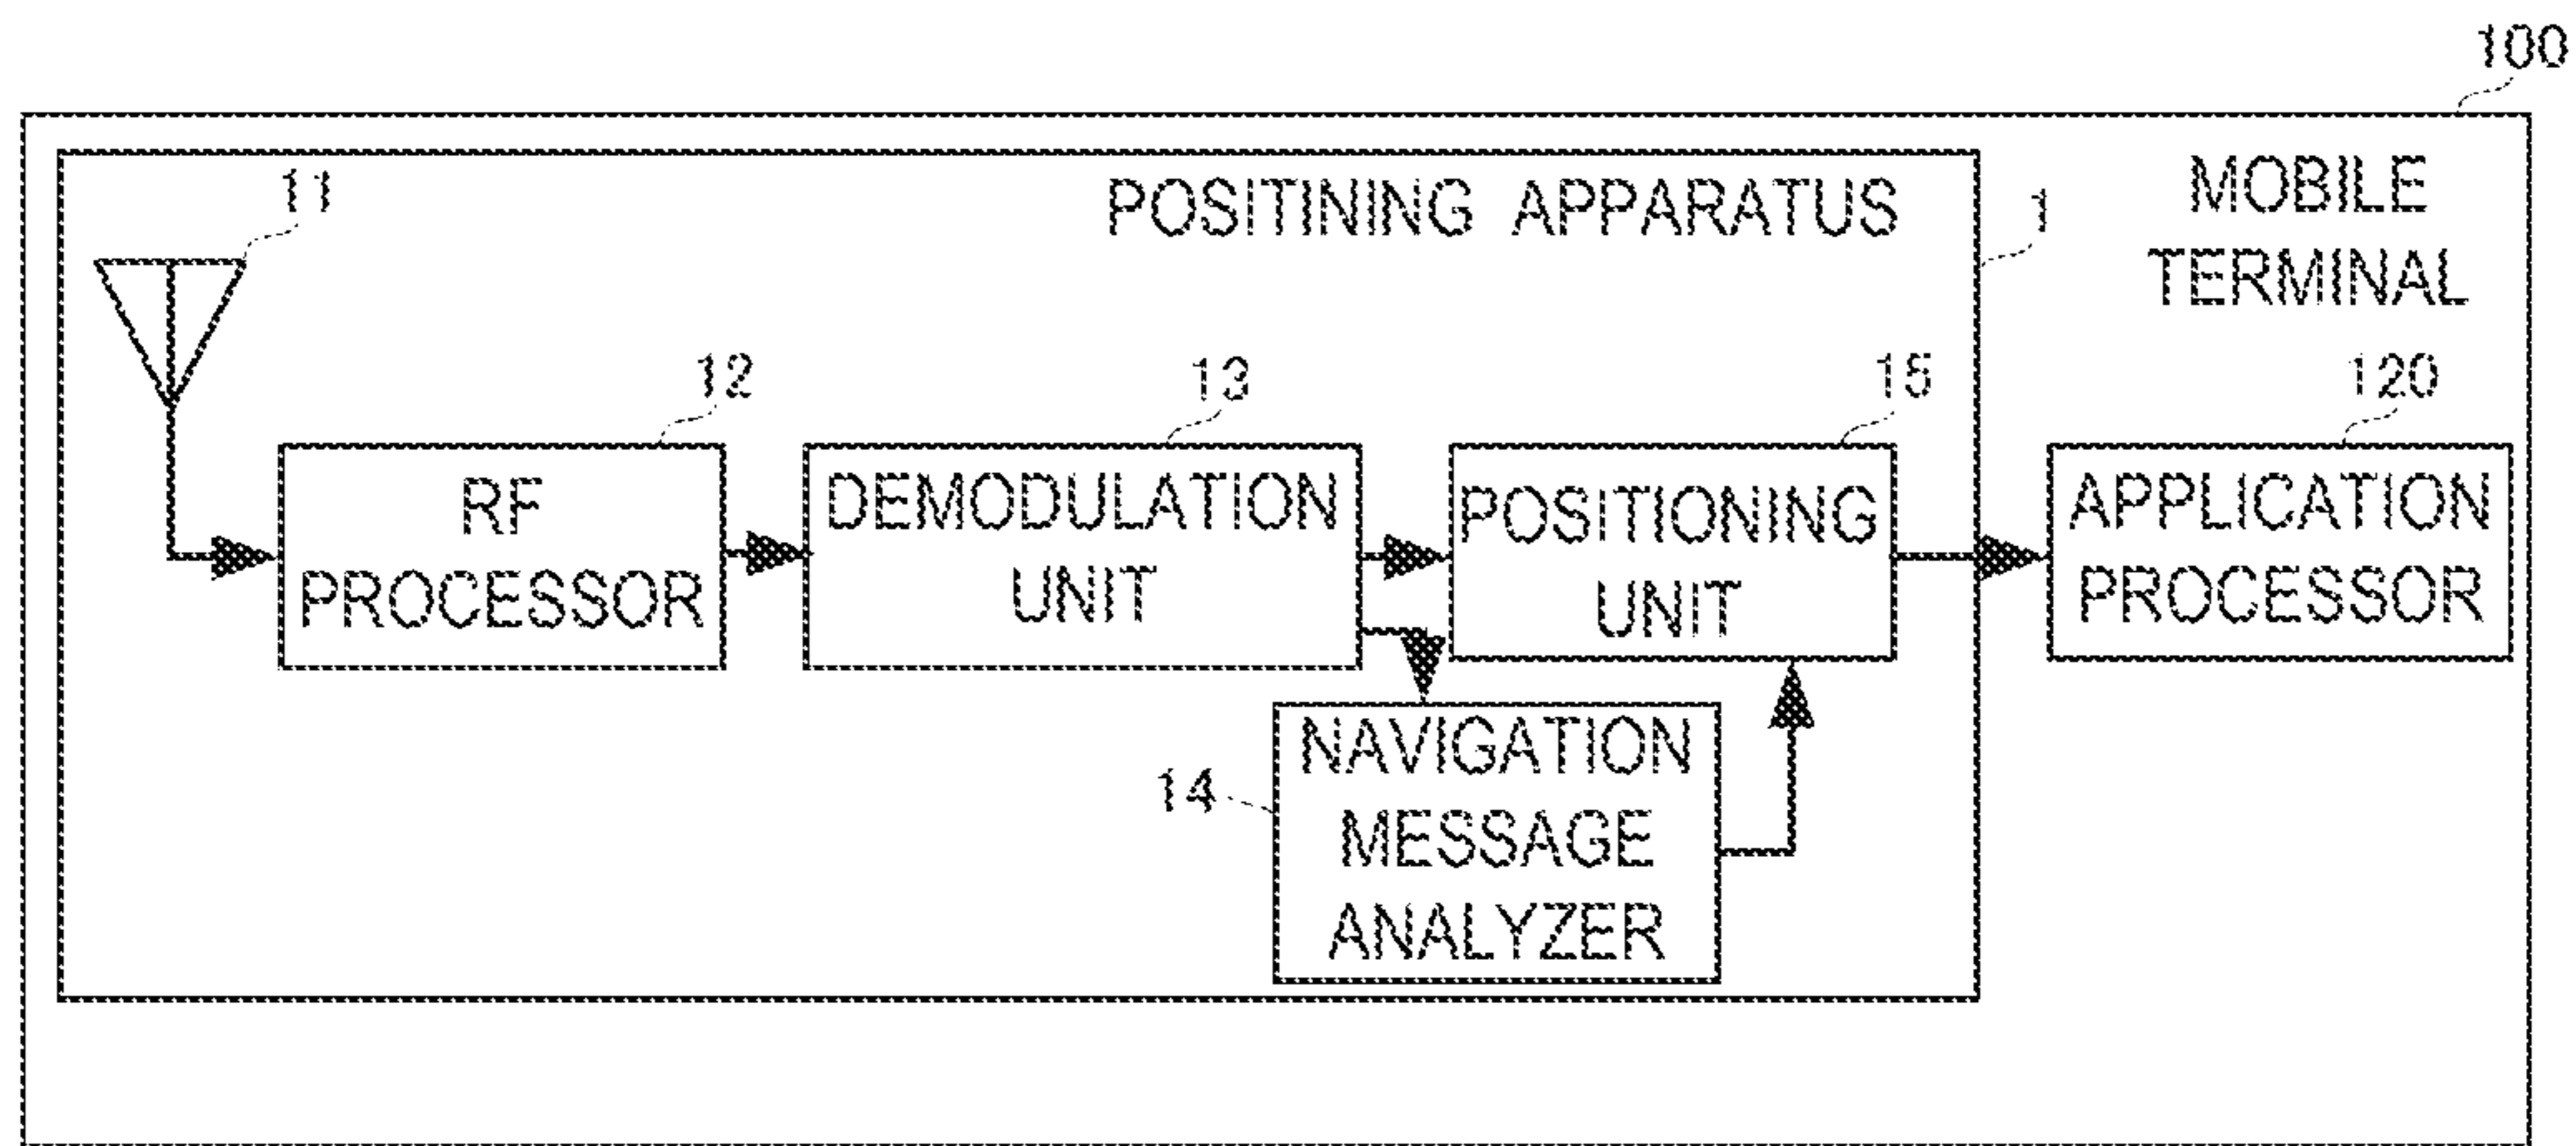 100
11
POSITINING APPARATUS
1
MOBILE
TERMINAL
12
13
15
120
RF
PROCESSOR
DEMODULATION
UNIT
POSITIONING
UNIT
APPLICATION
PROCESSOR
14
NAVIGATION
MESSAGE
ANALYZER